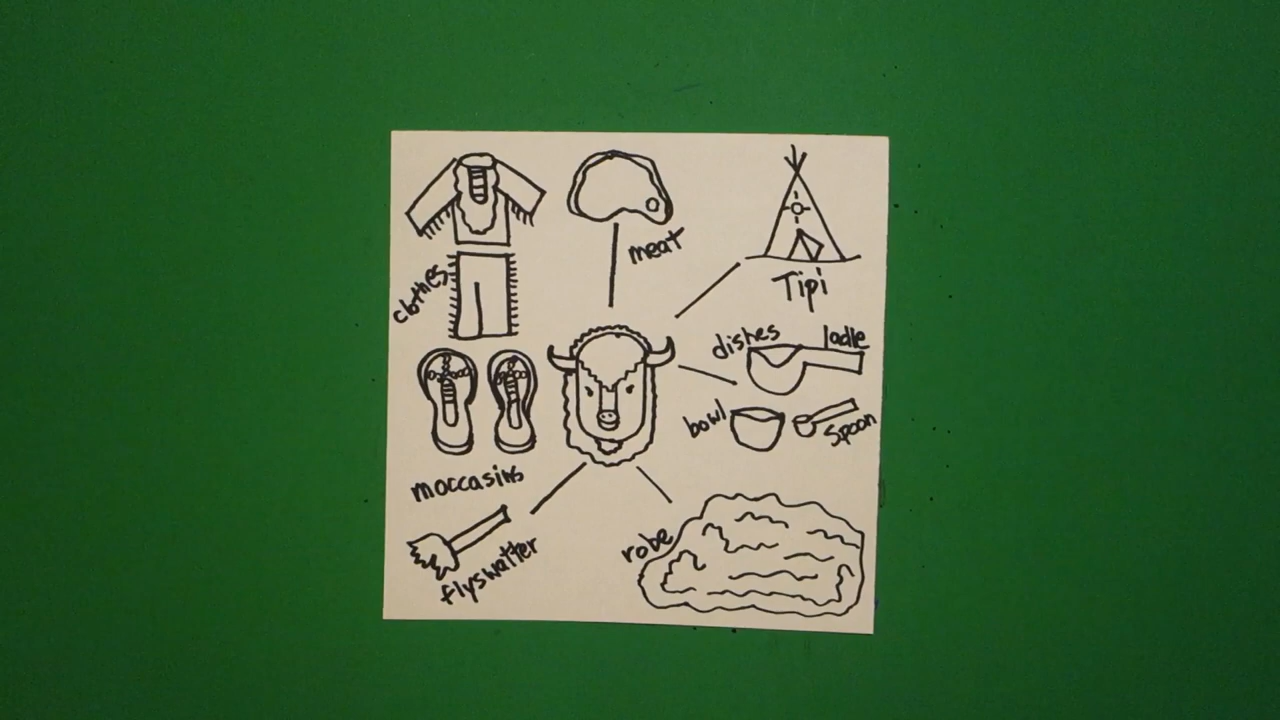 meat
Tipi
clothes
dishes
ladle
bowl
spoon
moccasins
flyswatter
robe